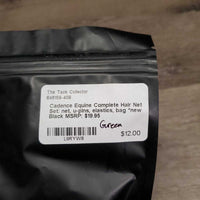 The Tack Collector
Cadence Equine Complete Hair Net
Set: net, u-pins, elastics, bag *new
Black MSRP: $19.95
Green
$12.00